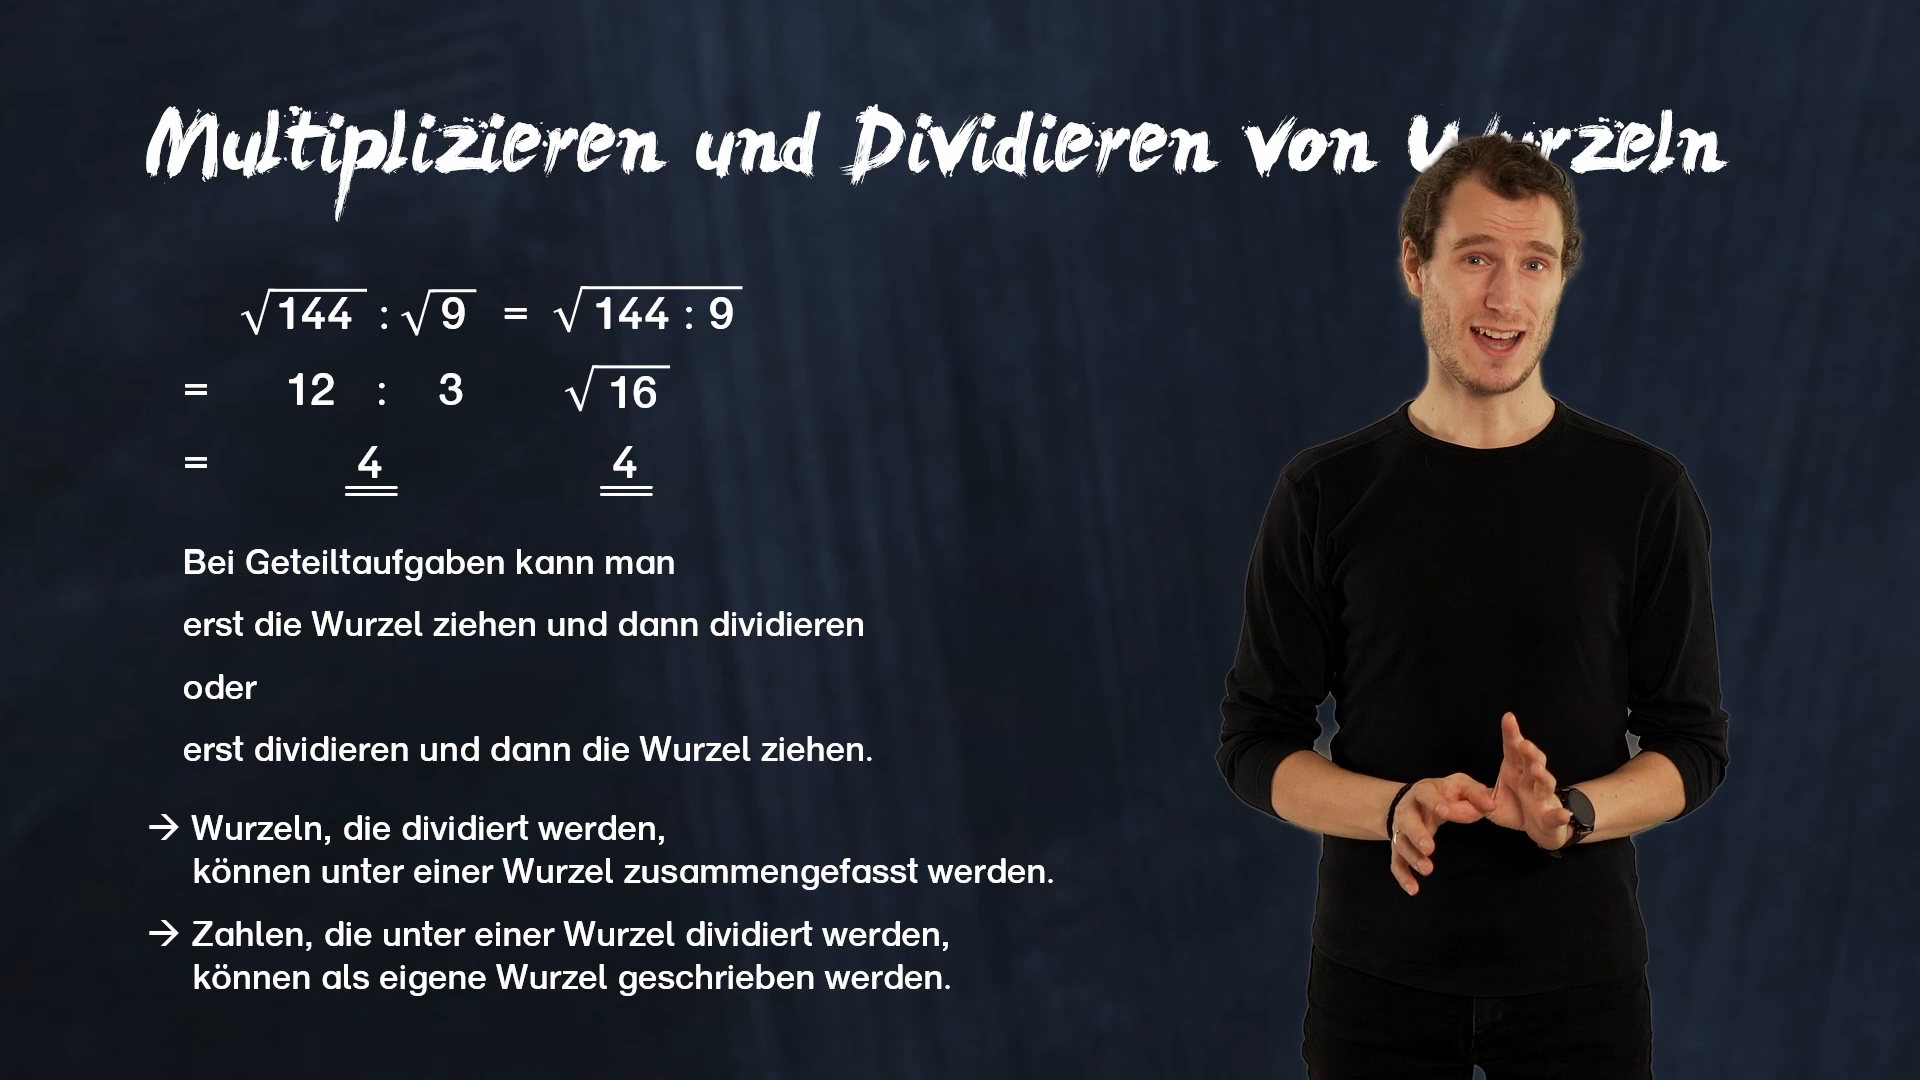 Multiplizieren und Dividieren von
√144 : √9 = √144 : 9
= 12 : 3 √16
= 4 4
Bei Geteiltaufgaben kann man
erst die Wurzel ziehen und dann dividieren
oder
erst dividieren und dann die Wurzel ziehen.
→ Wurzeln, die dividiert werden,
können unter einer Wurzel zusammengefasst werden.
→ Zahlen, die unter einer Wurzel dividiert werden,
können als eigene Wurzel geschrieben werden.